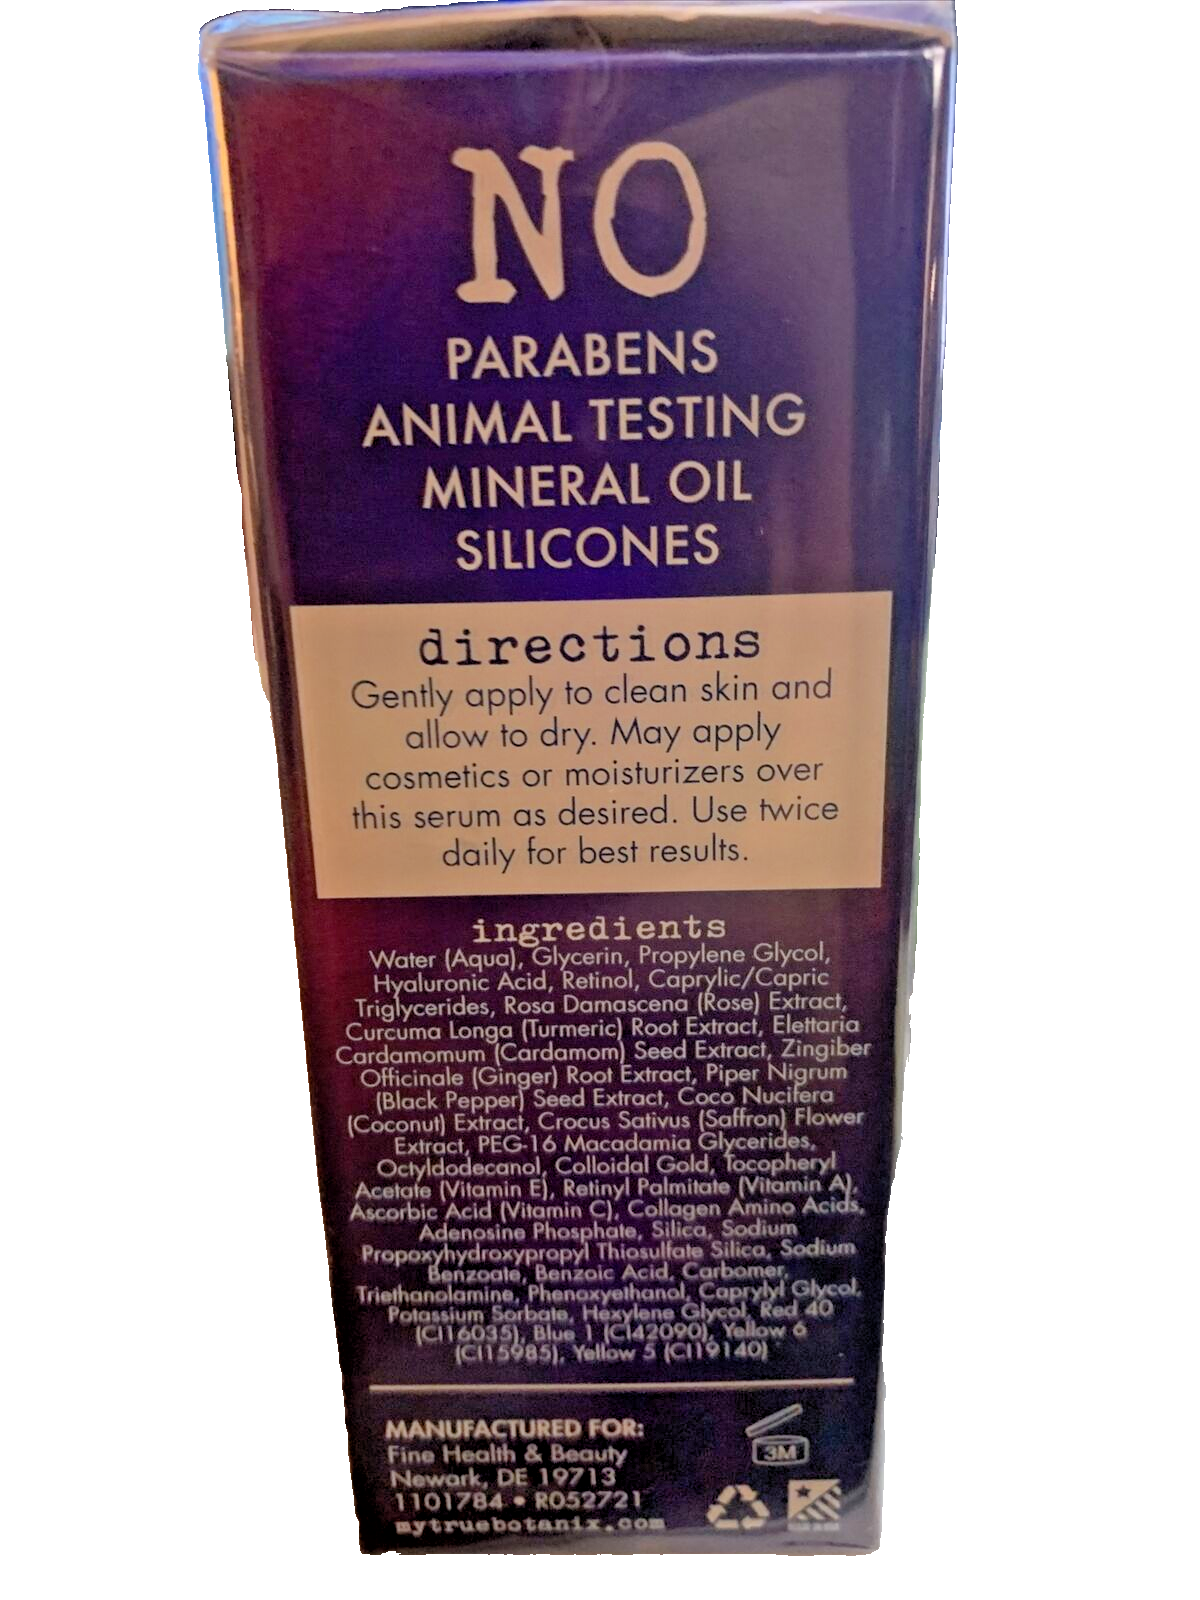 NO
PARABENS
ANIMAL TESTING
MINERAL OIL
SILICONES
directions
Gently apply to clean skin and
allow to dry. May apply
cosmetics or moisturizers over
this serum as desired. Use twice
daily for best results.
ingredients
Water (Aqua), Glycerin, Propylene Glycol,
Hyaluronic Acid, Retinol, Caprylic/Capric
Triglycerides, Rosa Damascena (Rose) Extract,
Curcuma Longa (Turmeric) Root Extract, Elettaria
Cardamomum (Cardamom) Seed Extract, Zingiber
Officinale (Ginger) Root Extract, Piper Nigrum
(Black Pepper) Seed Extract, Coco Nucifera
(Coconut) Extract, Crocus Sativus (Saffron) Flower
Extract, PEG-16 Macadamia Glycerides,
Octyldodecanol, Colloidal Gold, Tocopheryl
Acetate (Vitamin E), Retinyl Palmitate (Vitamin A),
Ascorbic Acid (Vitamin C), Collagen Amino Acids,
Adenosine Phosphate, Silica, Sodium
Propoxyhydroxypropyl Thiosulfate Silica, Sodium
Benzoate, Benzoic Acid, Carbomer,
Triethanolamine, Phenoxyethanol, Caprylyl Glycol,
Potassium Sorbate, Hexylene Glycol, Red 40
(CI16035), Blue 1 (CI42090), Yellow 6
(CI15985), Yellow 5 (CI19140)
MANUFACTURED FOR:
Fine Health & Beauty
Newark, DE 19713
1101784 • R052721
mytruebotanix.com
3M